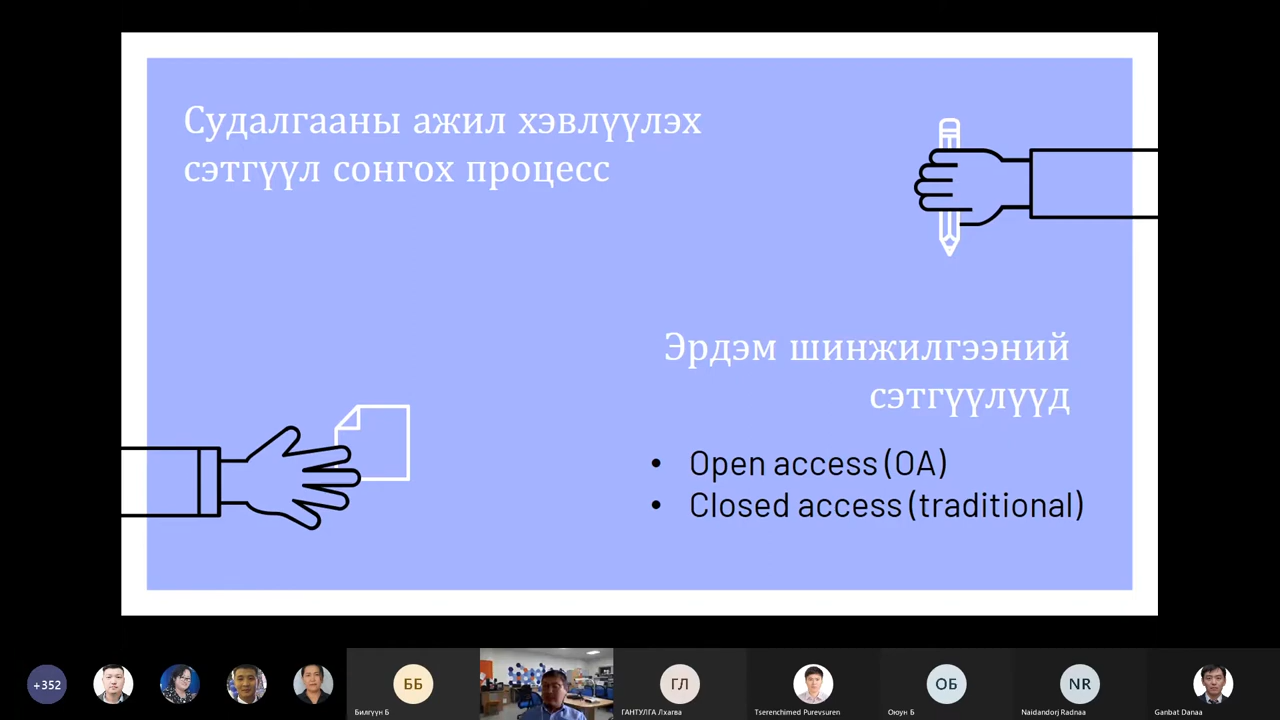 Судалгааны ажил хэвлүүлэх
сэтгүүл сонгох процесс
Эрдэм шинжилгээний
сэтгүүлүүд
• Open access (OA)
• Closed access (traditional)
+352
ББ
ГЛ
ОБ
NR
Билгүүн Б
ГАНТУЛГА Лхагва
Tserenchimed Purevsuren
Оюун Б
Naidandorj Radnaa
Ganbat Danaa